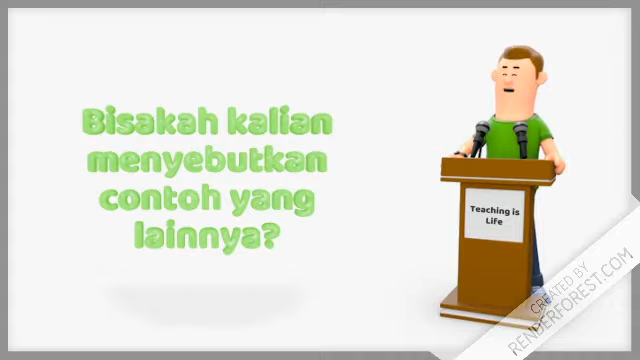 Bisakah kalian
menyebutkan
contoh yang
lainnya?
Teaching is
Life
CREATED BY
RENDERFOREST.COM